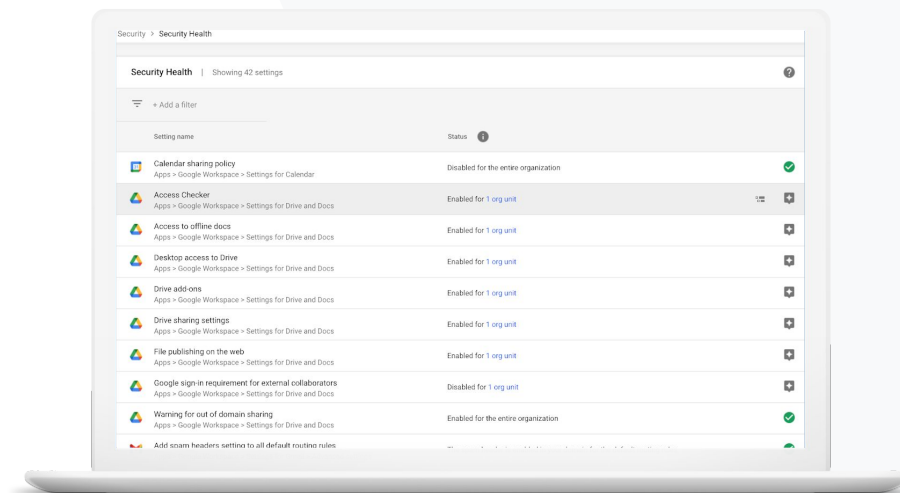 Security > Security Health
Security Health | Showing 42 settings
+ Add a filter
Setting name Status
Calendar sharing policy
Apps > Google Workspace > Settings for Calendar
Disabled for the entire organization
Access Checker
Apps > Google Workspace > Settings for Drive and Docs
Enabled for 1 org unit
Access to offline docs
Apps > Google Workspace > Settings for Drive and Docs
Enabled for 1 org unit
Desktop access to Drive
Apps > Google Workspace > Settings for Drive and Docs
Enabled for 1 org unit
Drive add-ons
Apps > Google Workspace > Settings for Drive and Docs
Enabled for 1 org unit
Drive sharing settings
Apps > Google Workspace > Settings for Drive and Docs
Enabled for 1 org unit
File publishing on the web
Apps > Google Workspace > Settings for Drive and Docs
Enabled for 1 org unit
Google sign-in requirement for external collaborators
Apps > Google Workspace > Settings for Drive and Docs
Disabled for 1 org unit
Warning for out of domain sharing
Apps > Google Workspace > Settings for Drive and Docs
Enabled for the entire organization
Add spam headers setting to all default routing rules